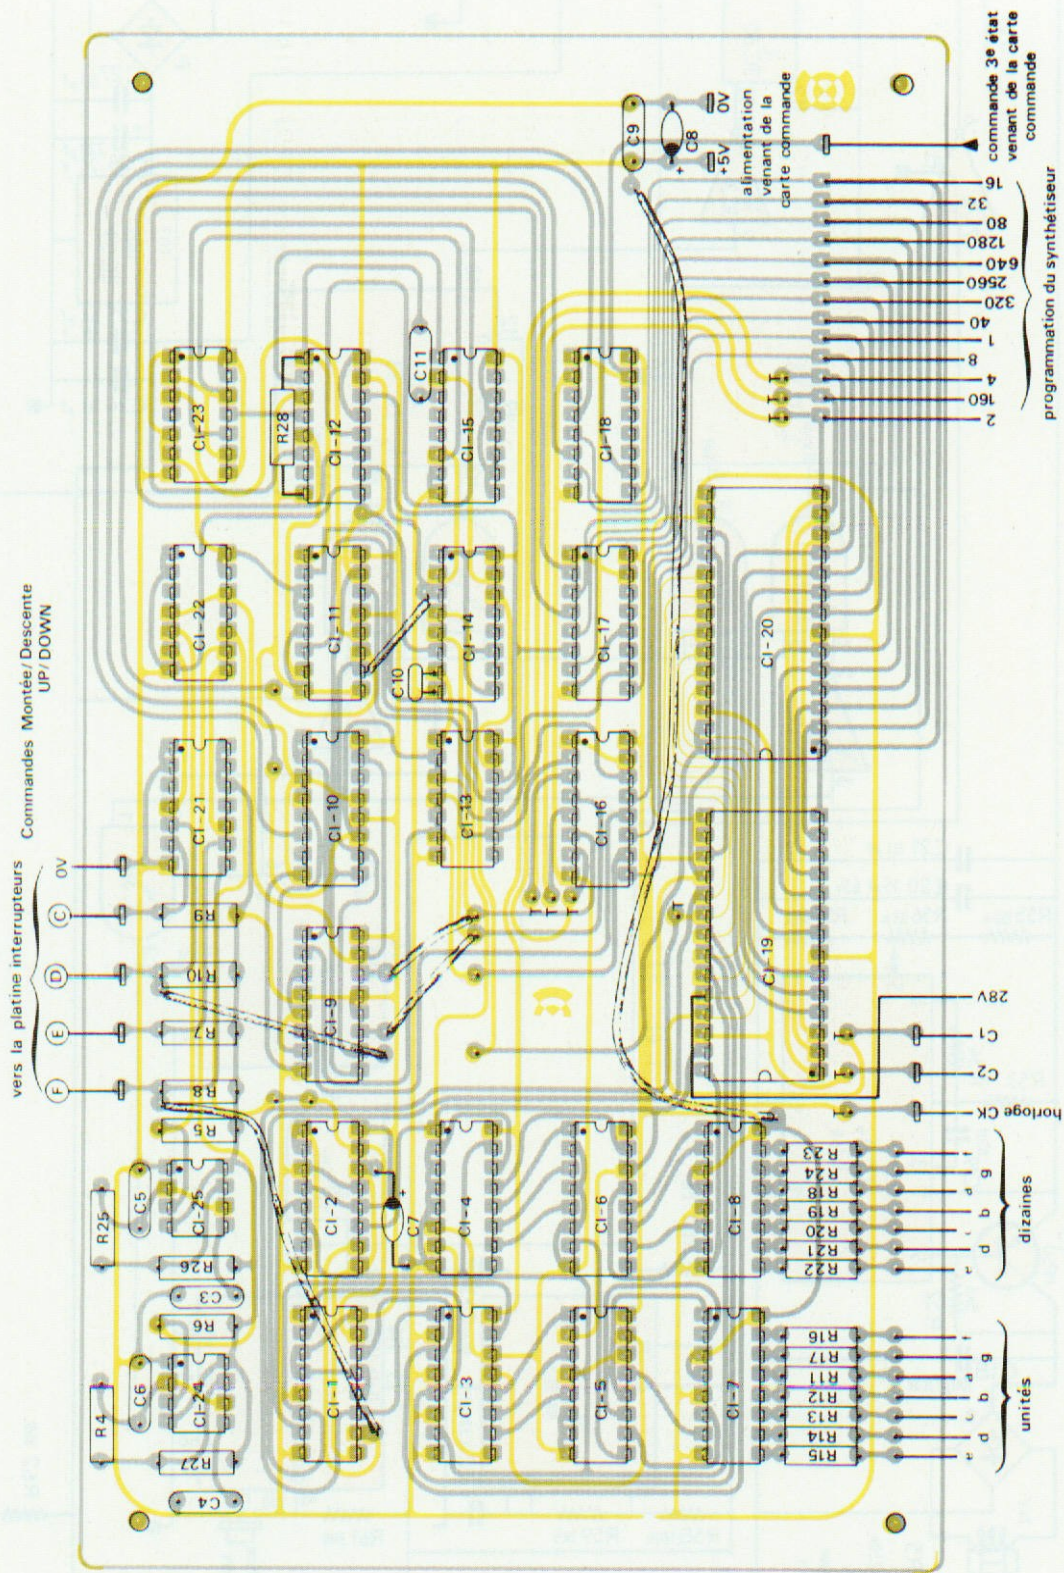 vers la platine interrupteurs
Commandes Montée/Descente
UP/DOWN
F
E
D
C
0V
R4
R25
C6
C5
R27
R6
R26
R5
R8
R7
R10
R9
C4
C3
CI-24
CI-25
CI-21
CI-22
CI-23
R28
CI-1
CI-2
CI-9
CI-10
CI-11
CI-12
C7
+
C10
C11
CI-3
CI-4
CI-13
CI-14
CI-15
CI-5
CI-6
CI-16
CI-17
CI-18
T
T
T
T
CI-7
CI-8
CI-19
CI-20
C9
C8
+
+5V
0V
alimentation
venant de la
carte commande
commande 3e état
venant de la carte
commande
T
T
T
R15
R14
R13
R12
R11
R17
R16
R22
R21
R20
R19
R18
R24
R23
T
T
T
e
d
c
b
a
g
f
unités
e
d
c
b
a
g
f
dizaines
horloge CK
C2
C1
28V
2
160
4
8
1
40
320
2560
640
1280
80
32
16
programmation du synthétiseur